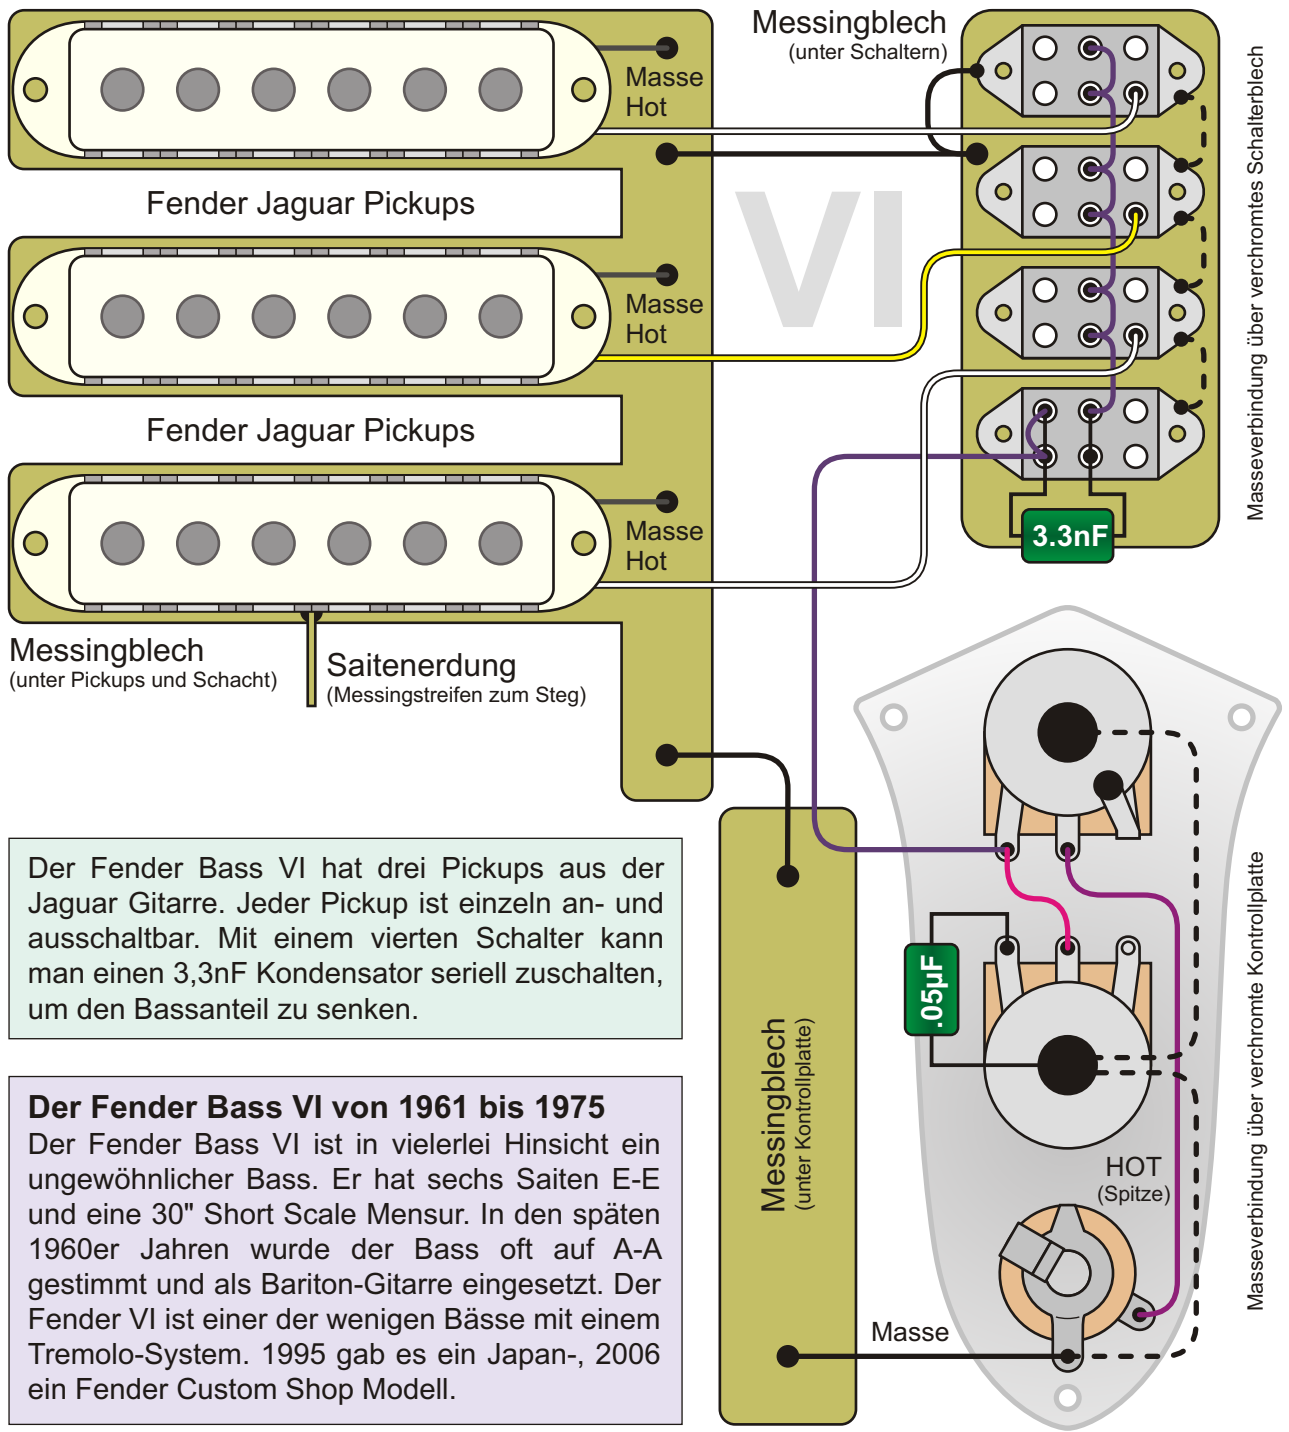 Messingblech
(unter Schaltern)
Masse
Hot
Fender Jaguar Pickups
VI
Masseverbindung über verchromtes Schalterblech
Masse
Hot
Fender Jaguar Pickups
Masse
Hot
3.3nF
Messingblech
(unter Pickups und Schacht)
Saitenerdung
(Messingstreifen zum Steg)
Der Fender Bass VI hat drei Pickups aus der
Jaguar Gitarre. Jeder Pickup ist einzeln an- und
ausschaltbar. Mit einem vierten Schalter kann
man einen 3,3nF Kondensator seriell zuschalten,
um den Bassanteil zu senken.
Der Fender Bass VI von 1961 bis 1975
Der Fender Bass VI ist in vielerlei Hinsicht ein
ungewöhnlicher Bass. Er hat sechs Saiten E-E
und eine 30" Short Scale Mensur. In den späten
1960er Jahren wurde der Bass oft auf A-A
gestimmt und als Bariton-Gitarre eingesetzt. Der
Fender VI ist einer der wenigen Bässe mit einem
Tremolo-System. 1995 gab es ein Japan-, 2006
ein Fender Custom Shop Modell.
Messingblech
(unter Kontrollplatte)
.05µF
HOT
(Spitze)
Masse
Masseverbindung über verchromte Kontrollplatte